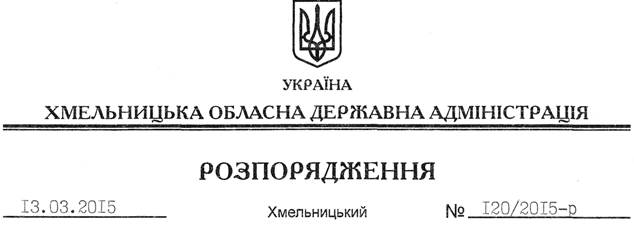 УКРАЇНА
ХМЕЛЬНИЦЬКА ОБЛАСНА ДЕРЖАВНА АДМІНІСТРАЦІЯ
РОЗПОРЯДЖЕННЯ
13.03.2015 Хмельницький № 120/2015-р